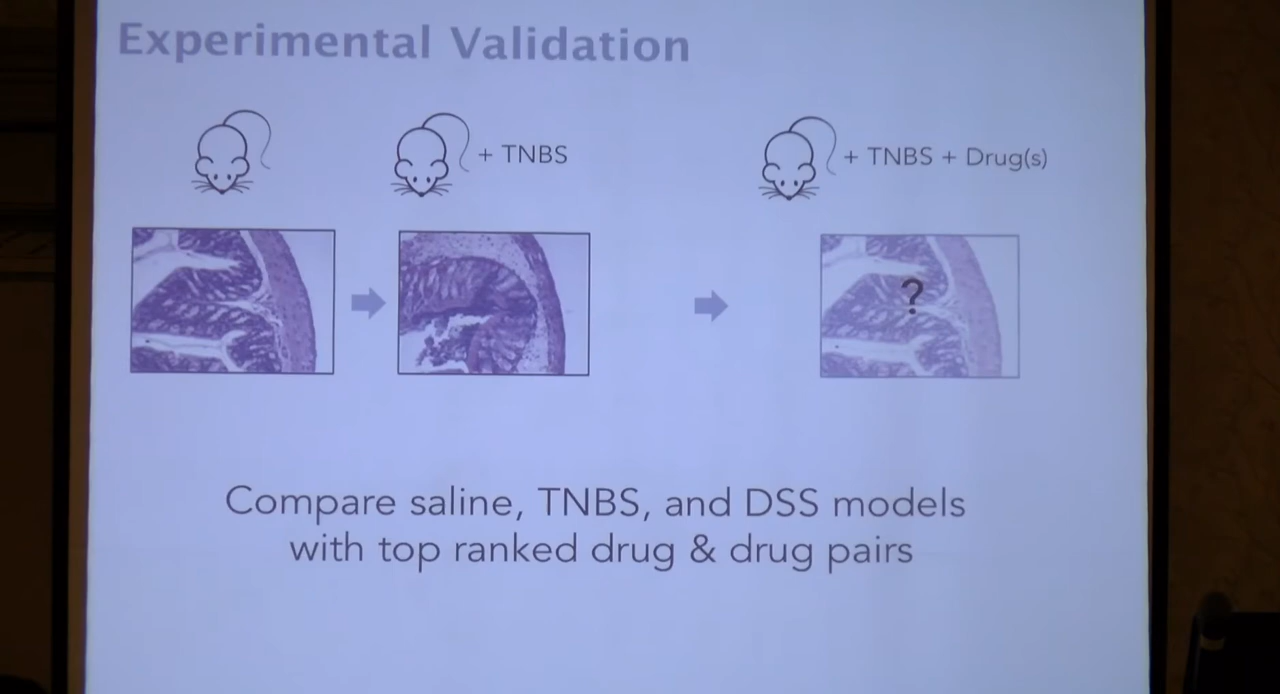 Experimental Validation
+ TNBS
+ TNBS + Drug(s)
?
Compare saline, TNBS, and DSS models
with top ranked drug & drug pairs